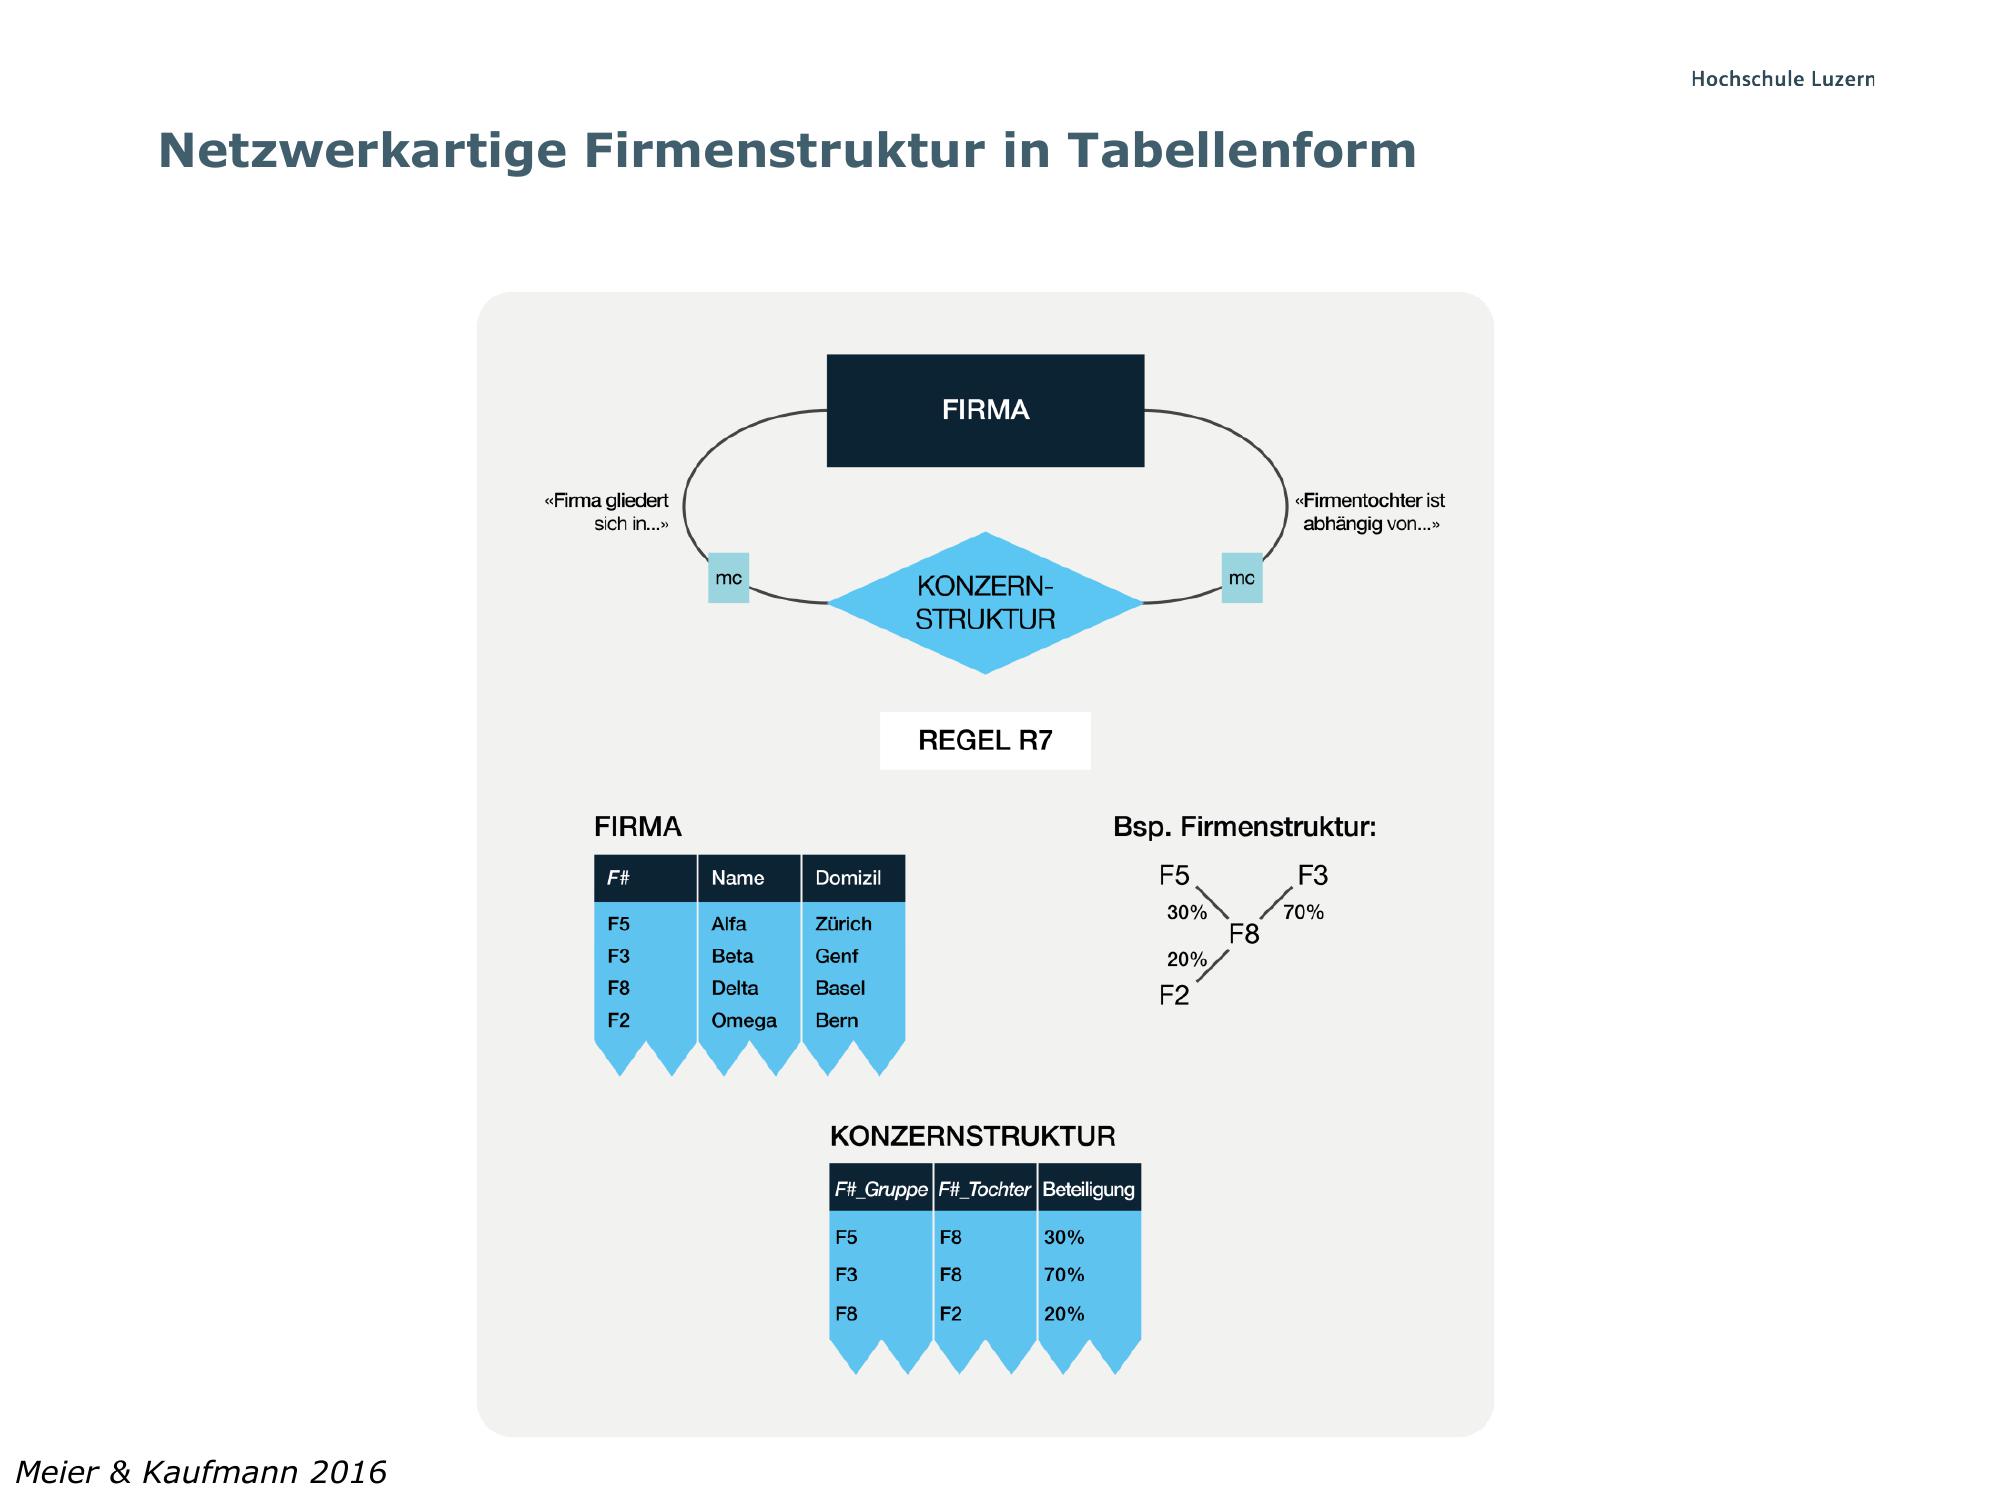 Hochschule Luzern
Netzwerkartige Firmenstruktur in Tabellenform
FIRMA
«Firma gliedert
sich in...»
«Firmentochter ist
abhängig von...»
mc
KONZERN-
STRUKTUR
mc
REGEL R7
FIRMA
F# Name Domizil
F5 Alfa Zürich
F3 Beta Genf
F8 Delta Basel
F2 Omega Bern
Bsp. Firmenstruktur:
F5 F3
30% 70%
F8
20%
F2
KONZERNSTRUKTUR
F#_Gruppe F#_Tochter Beteiligung
F5 F8 30%
F3 F8 70%
F8 F2 20%
Meier & Kaufmann 2016